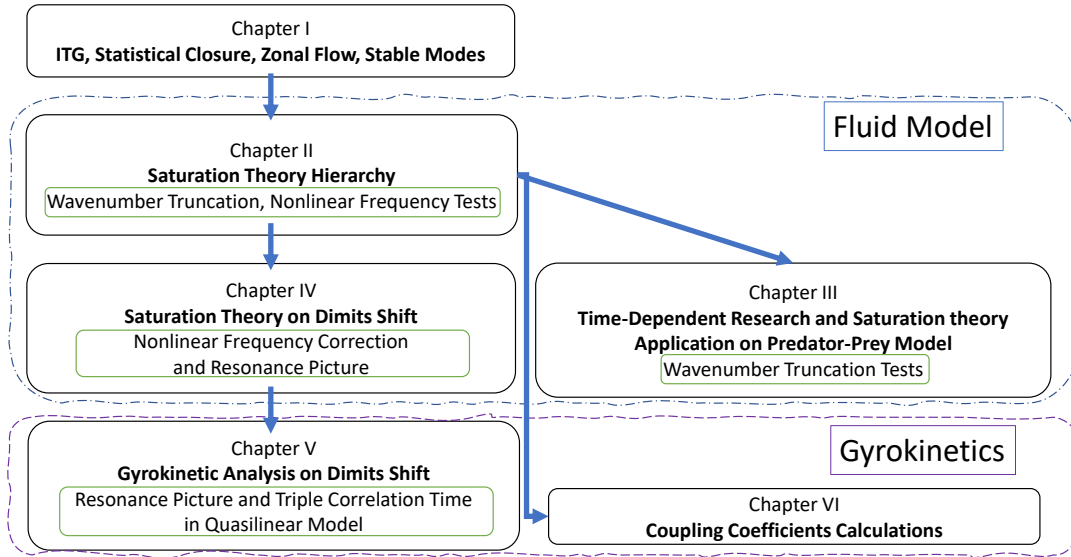 Chapter I
ITG, Statistical Closure, Zonal Flow, Stable Modes
Fluid Model
Chapter II
Saturation Theory Hierarchy
Wavenumber Truncation, Nonlinear Frequency Tests
Chapter IV
Saturation Theory on Dimits Shift
Nonlinear Frequency Correction
and Resonance Picture
Chapter III
Time-Dependent Research and Saturation theory
Application on Predator-Prey Model
Wavenumber Truncation Tests
Gyrokinetics
Chapter V
Gyrokinetic Analysis on Dimits Shift
Resonance Picture and Triple Correlation Time
in Quasilinear Model
Chapter VI
Coupling Coefficients Calculations